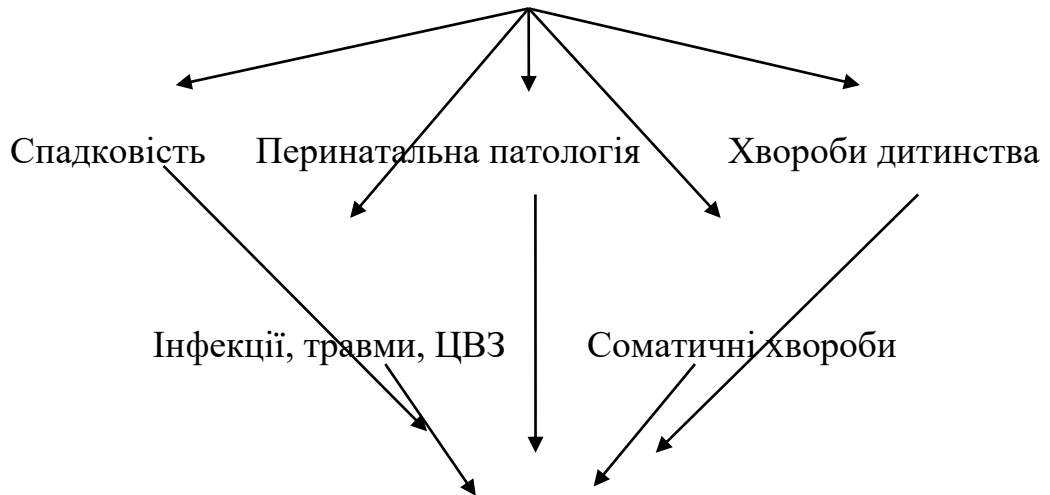 Спадковість Перинатальна патологія Хвороби дитинства
Інфекції, травми, ЦВЗ Соматичні хвороби